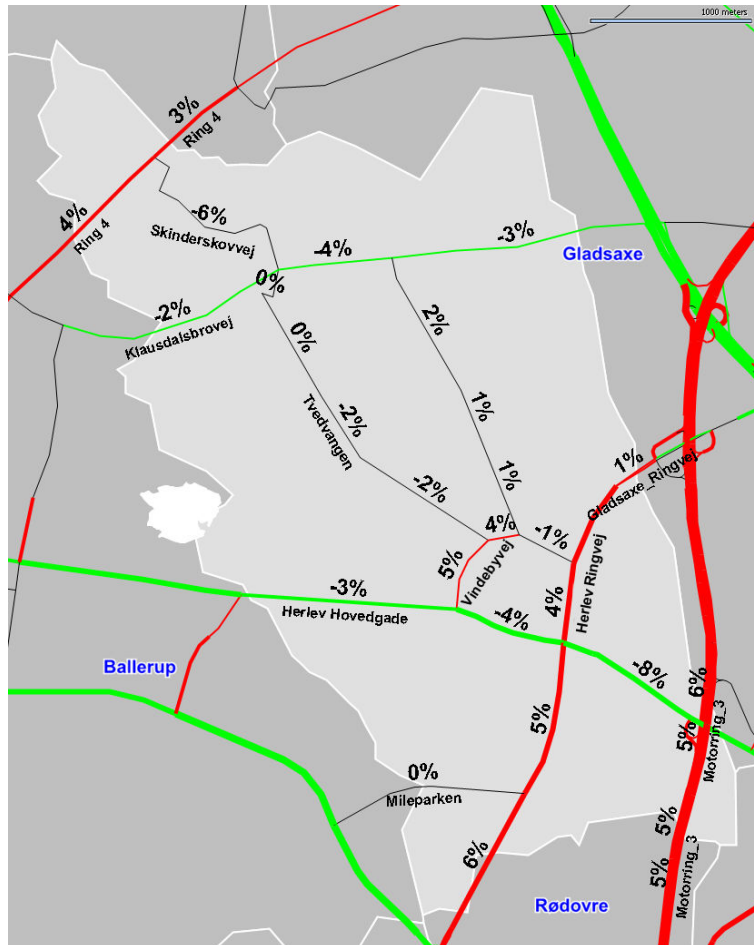 1000 meters
3%
Ring 4
4%
Ring 4
-6%
Skinderskovvej
-4%
-3%
Gladsaxe
0%
-2%
Klausdalsbrovej
0%
2%
-2%
Tvedvangen
1%
-2%
1%
1%
Gladsaxe_Ringvej
4%
-1%
5%
Vindebyvej
4%
Herlev Ringvej
-3%
Herlev Hovedgade
-4%
-8%
Ballerup
6%
5%
5%
Motorring_3
0%
Mileparken
5%
6%
5%
Motorring_3
Rødovre